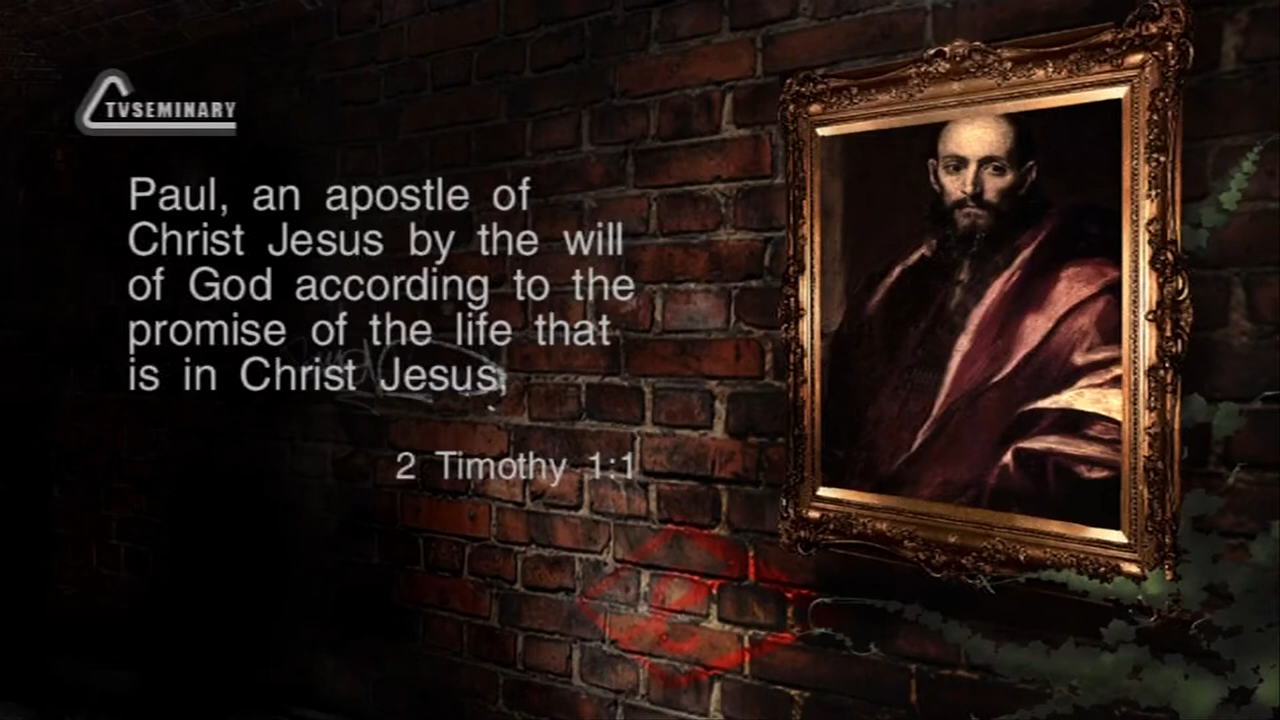 TVSEMINARY
Paul, an apostle of
Christ Jesus by the will
of God according to the
promise of the life that
is in Christ Jesus,
2 Timothy 1:1